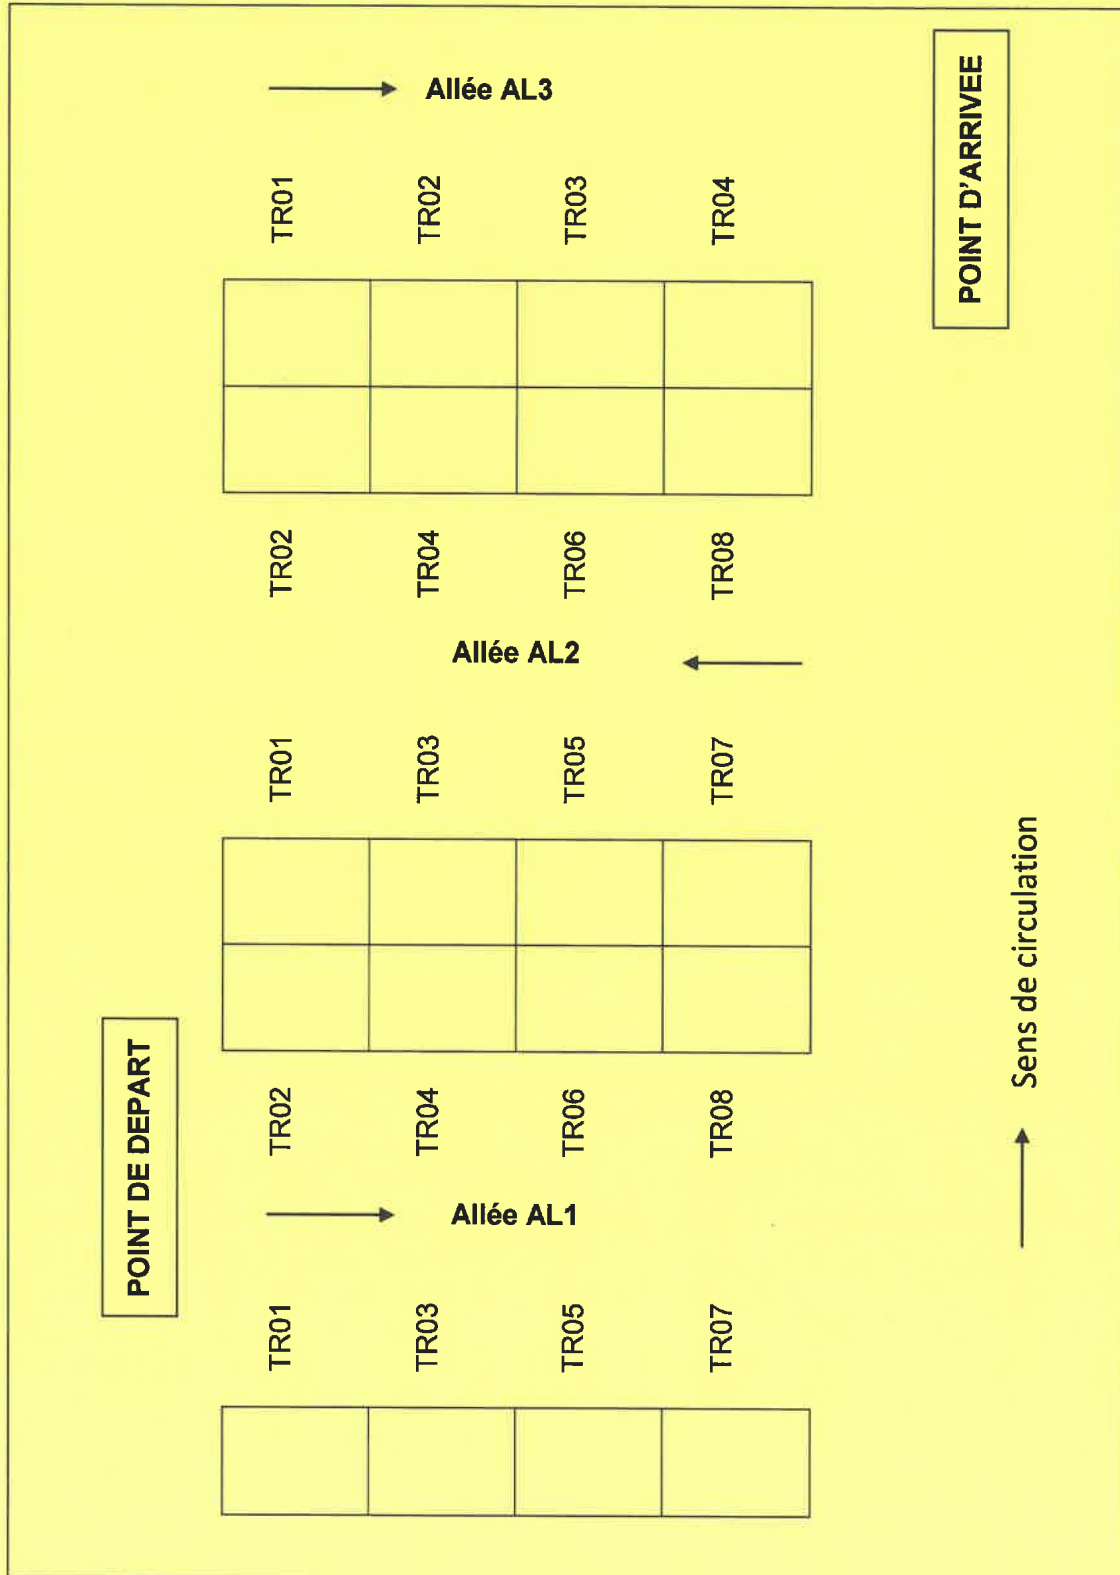 POINT DE DEPART
TR01 TR02 TR01 TR02 TR01
Allée AL1
Allée AL2
Allée AL3
TR03 TR04 TR03 TR04 TR02
TR05 TR06 TR05 TR06 TR03
TR07 TR08 TR07 TR08 TR04
POINT D'ARRIVEE
Sens de circulation